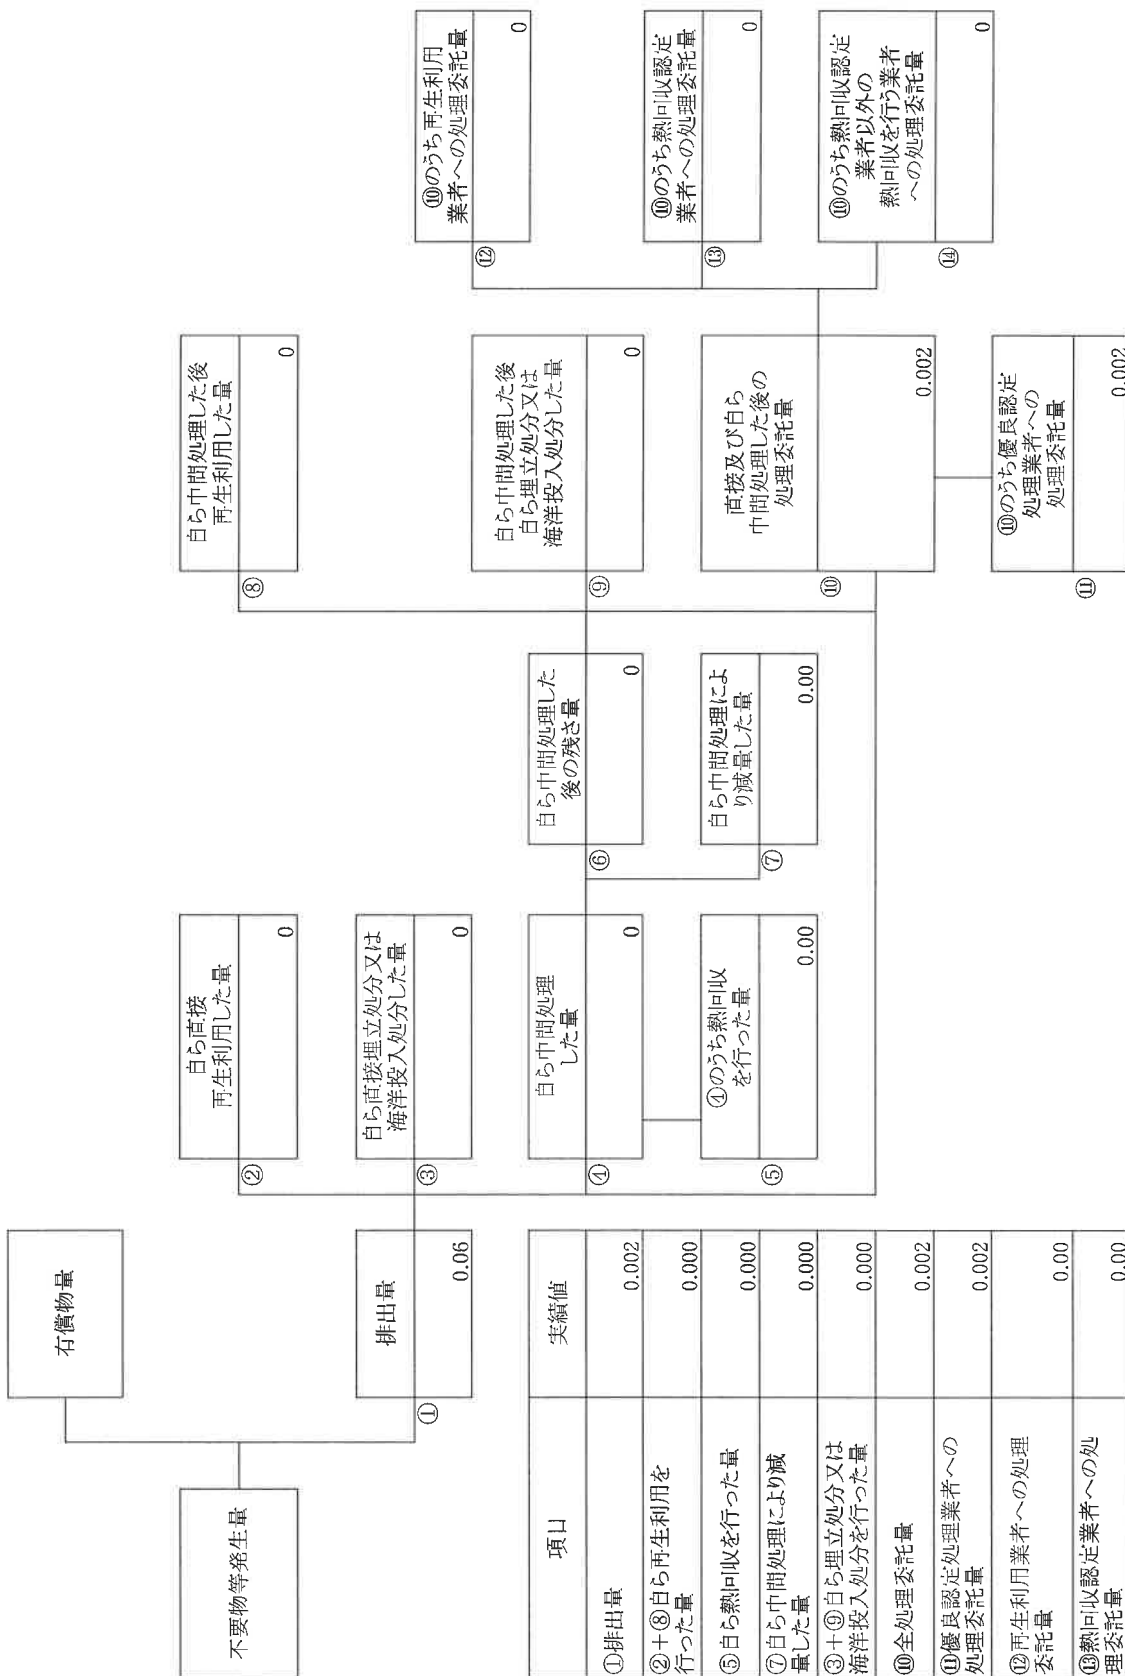 不要物等発生量
有償物量
排出量
①
0.06
②
自ら直接
再生利用した量
0
③
自ら直接埋立処分又は
海洋投入処分した量
0
④
自ら中間処理
した量
0
⑤
④のうち熱回収
を行った量
0.00
⑥
自ら中間処理した
後の残さ量
0
⑦
自ら中間処理によ
り減量した量
0.00
⑧
自ら中間処理した後
再生利用した量
0
⑨
自ら中間処理した後
自ら埋立処分又は
海洋投入処分した量
0
⑩
直接及び自ら
中間処理した後の
処理委託量
0.002
⑪
⑩のうち優良認定
処理業者への
処理委託量
0.002
⑫
⑩のうち再生利用
業者への処理委託量
0
⑬
⑩のうち熱回収認定
業者への処理委託量
0
⑭
⑩のうち熱回収認定
業者以外の
熱回収を行う業者
への処理委託量
0
項目 実績値
①排出量 0.002
②+⑧自ら再生利用を
行った量 0.000
⑤自ら熱回収を行った量 0.000
⑦自ら中間処理により減
量した量 0.000
③+⑨自ら埋立処分又は
海洋投入処分を行った量 0.000
⑩全処理委託量 0.002
⑪優良認定処理業者への
処理委託量 0.002
⑫再生利用業者への処理
委託量 0.00
⑬熱回収認定業者への処
理委託量 0.00